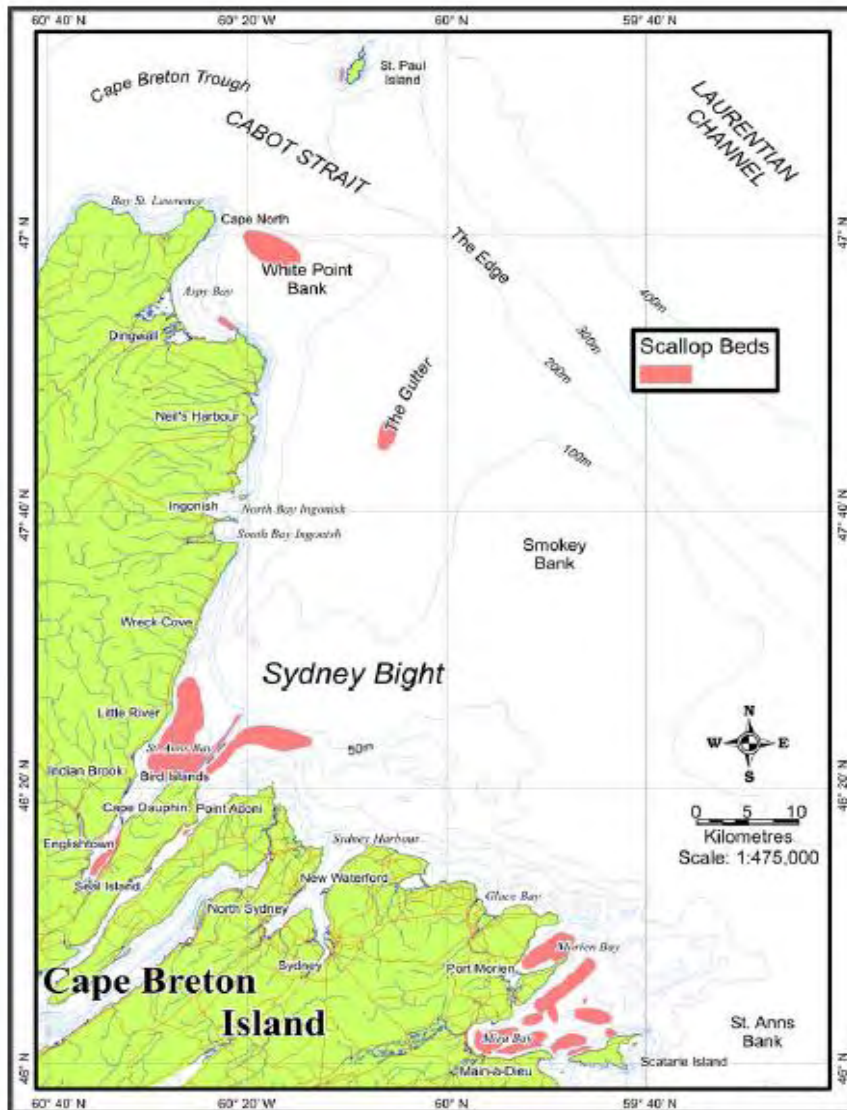 60° 40' W
60° 20' W
60° N
59° 40' W
Cape Breton Trough
St. Paul
Island
CABOT STRAIT
LAURENTIAN
CHANNEL
Bay St. Lawrence
Cape North
47° N
47° N
White Point
Bank
The Edge
Aspy Bay
400m
300m
200m
100m
Dingwall
Scallop Beds
The Gutter
Neil's Harbour
Ingonish
North Bay Ingonish
47° 40'
47° 40'
South Bay Ingonish
Smokey
Bank
Wreck Cove
Sydney Bight
Little River
St. Anns Bay
50m
N
W
E
S
Indian Brook
Bird Islands
46° 20'
46° 20'
Cape Dauphin
Point Aconi
0 5 10
Kilometres
Scale: 1:475,000
Englishtown
Sydney Harbour
Seal Island
New Waterford
Glace Bay
North Sydney
Morien Bay
Sydney
Port Morien
Cape Breton
Island
St. Anns
Bank
Mira Bay
Scatarie Island
46° N
46° N
Main-à-Dieu
60° 40' W
60° 20' W
60° N
59° 40' W